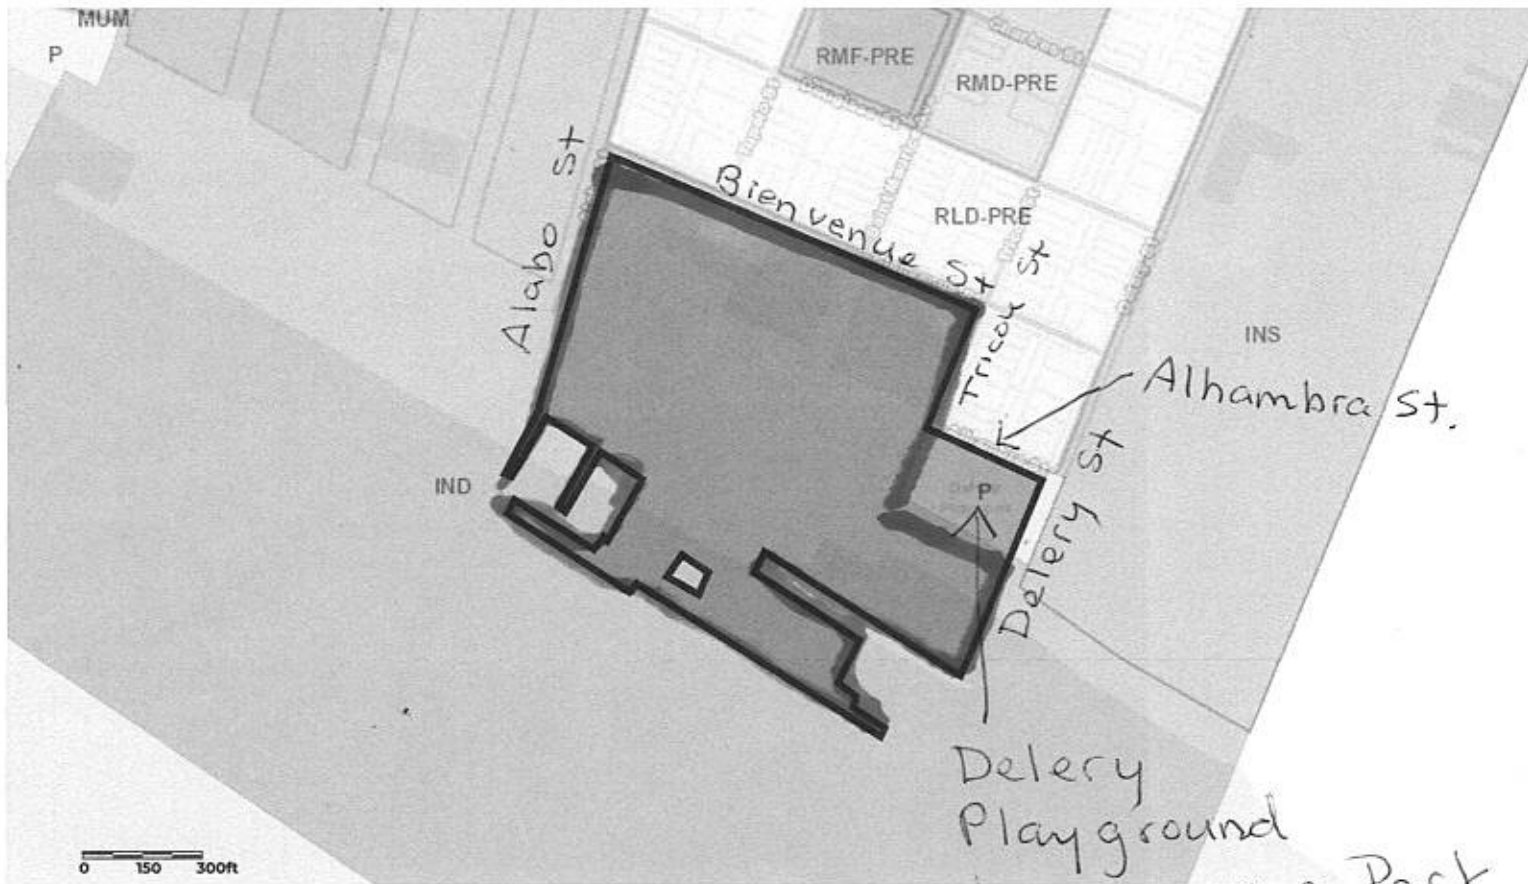 MUM
P
RMF-PRE
RMD-PRE
Alabo St
Bienvenue St
RLD-PRE
Tricou St
INS
Alhambra St.
IND
P
Delery St
Delery
Playground
Port
0 150 300ft